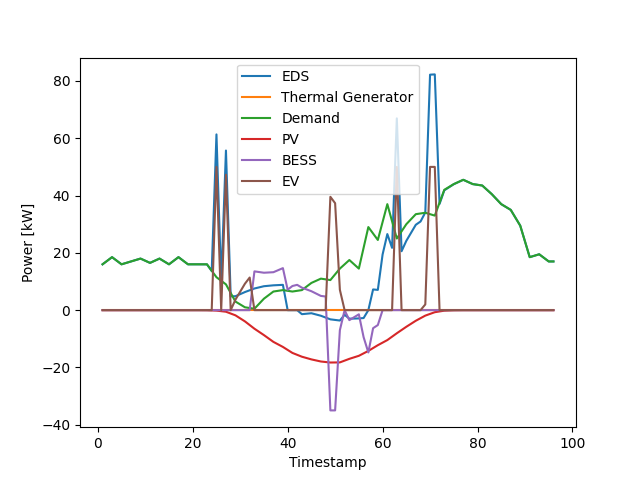 EDS
Thermal Generator
Demand
PV
BESS
EV
Power [kW]
80
60
40
20
0
−20
−40
0 20 40 60 80 100
Timestamp